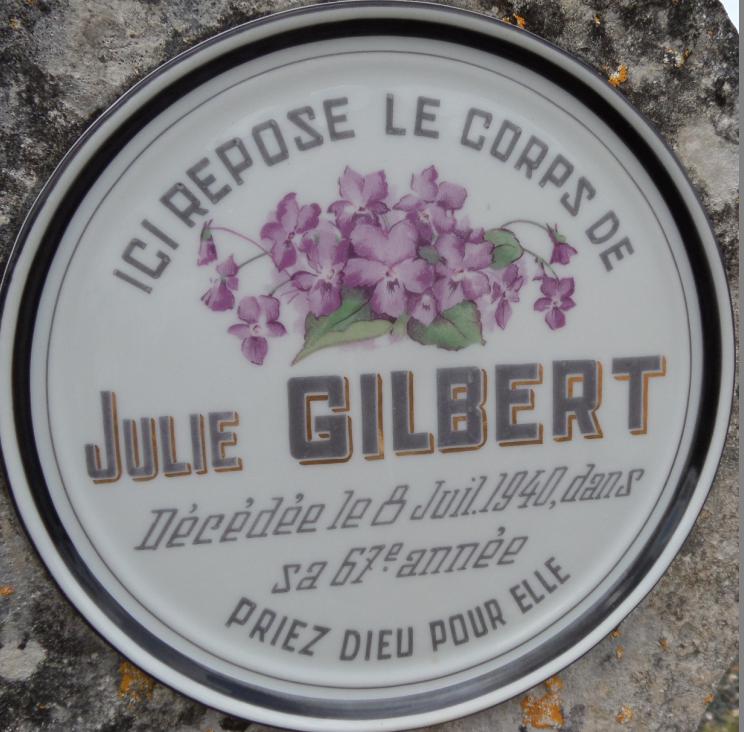 ICI REPOSE LE CORPS DE
JULIE GILBERT
Décédée le 8 Juil. 1940, dans
sa 67e année
PRIEZ DIEU POUR ELLE